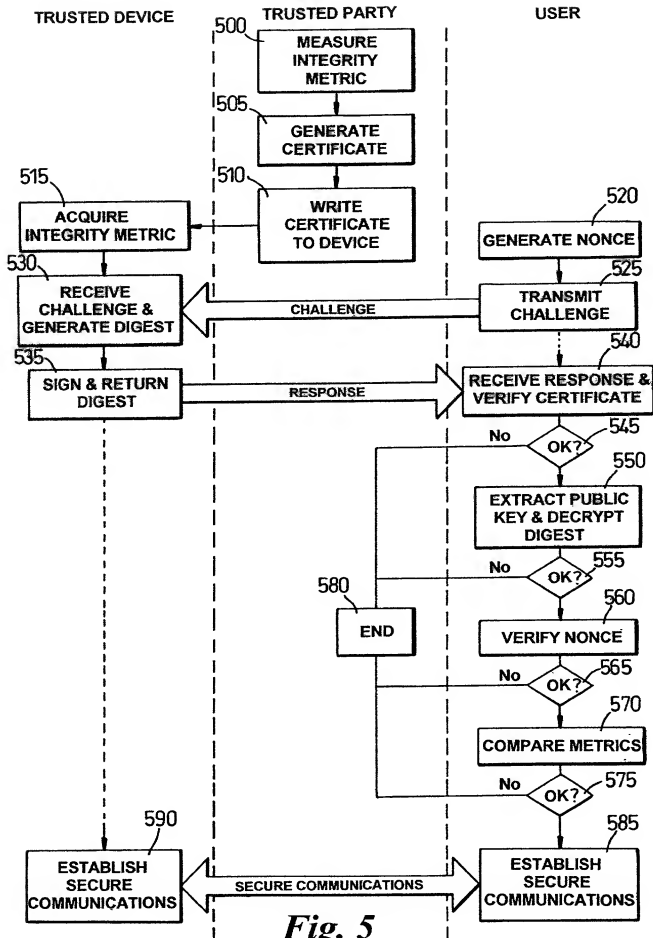 TRUSTED DEVICE
TRUSTED PARTY
USER
500
MEASURE
INTEGRITY
METRIC
505
GENERATE
CERTIFICATE
510
WRITE
CERTIFICATE
TO DEVICE
515
ACQUIRE
INTEGRITY METRIC
520
GENERATE NONCE
530
RECEIVE
CHALLENGE &
GENERATE DIGEST
CHALLENGE
525
TRANSMIT
CHALLENGE
535
SIGN & RETURN
DIGEST
RESPONSE
540
RECEIVE RESPONSE &
VERIFY CERTIFICATE
No
OK?
545
550
EXTRACT PUBLIC
KEY & DECRYPT
DIGEST
No
OK?
555
580
END
560
VERIFY NONCE
No
OK?
565
570
COMPARE METRICS
No
OK?
575
590
ESTABLISH
SECURE
COMMUNICATIONS
SECURE COMMUNICATIONS
585
ESTABLISH
SECURE
COMMUNICATIONS
Fig. 5